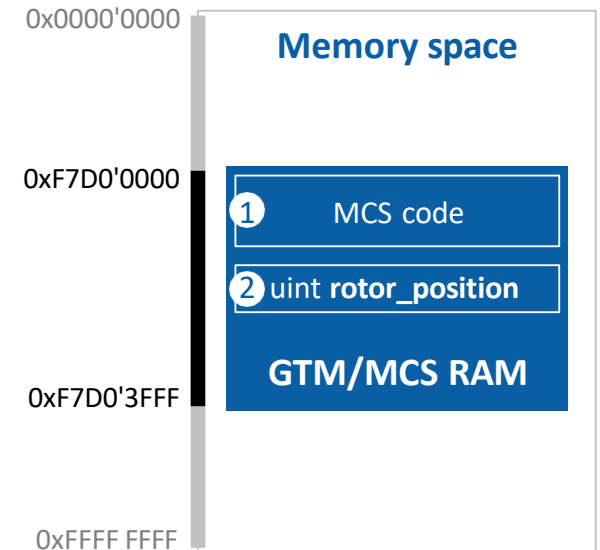 0x0000'0000
Memory space
0xF7D0'0000
1 MCS code
2 uint rotor_position
GTM/MCS RAM
0xF7D0'3FFF
0xFFFF FFFF